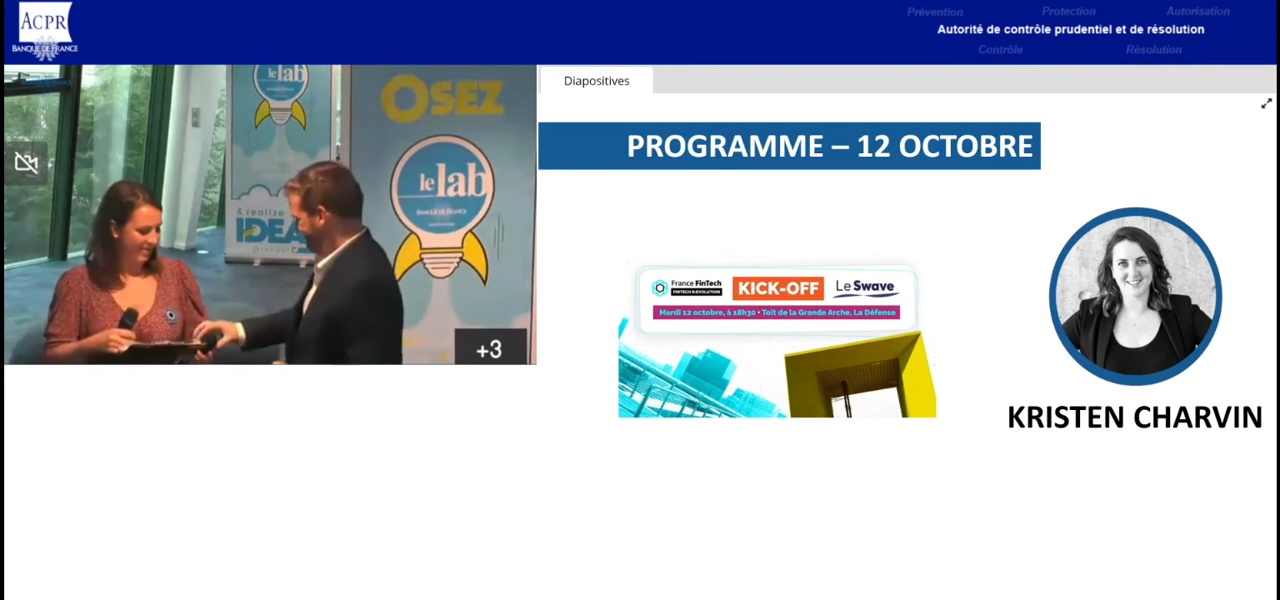 ACPR
BANQUE DE FRANCE
Prévention
Protection
Autorisation
Autorité de contrôle prudentiel et de résolution
Contrôle
Résolution
le lab
OSEZ
le lab
BANQUE DE FRANCE
& realize
IDEA
+3
Diapositives
PROGRAMME – 12 OCTOBRE
France FinTech
KICK-OFF
Le Swave
Mardi 12 octobre, à 18h30 • Toit de la Grande Arche, La Défense
KRISTEN CHARVIN